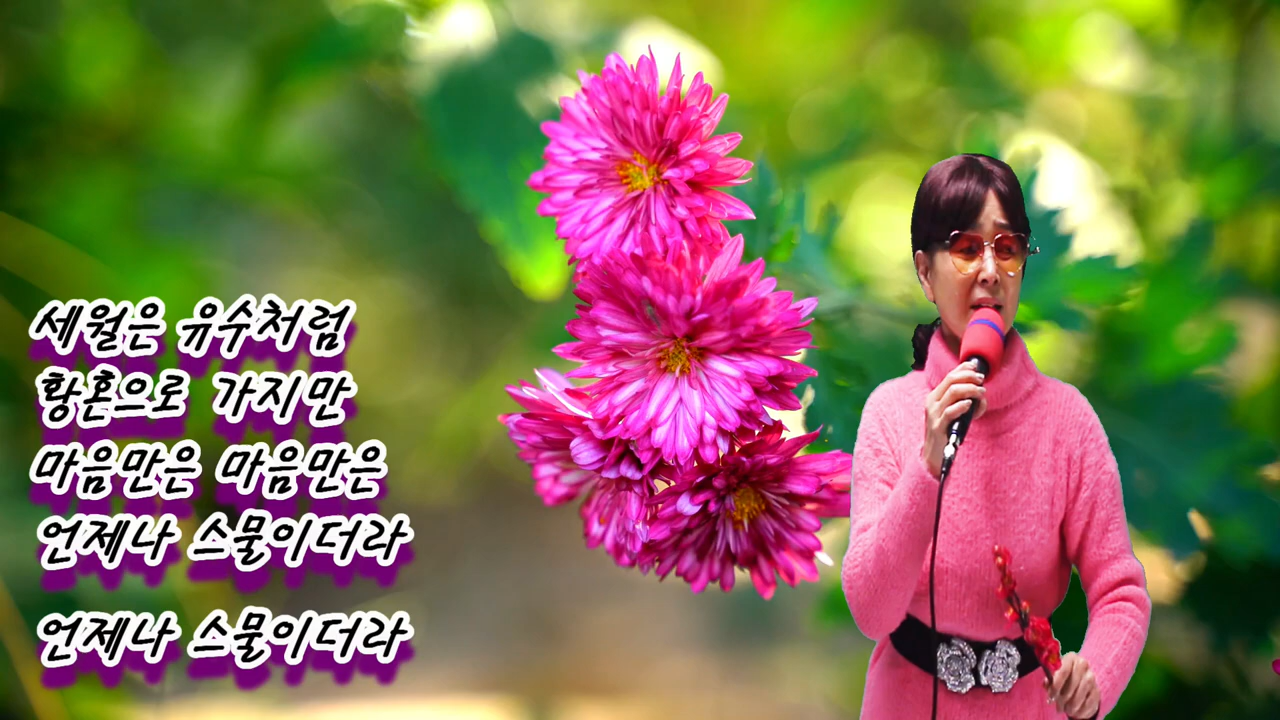 세월은 유수처럼
황혼으로 가지만
마음만은 마음만은
언제나 스물이더라
언제나 스물이더라